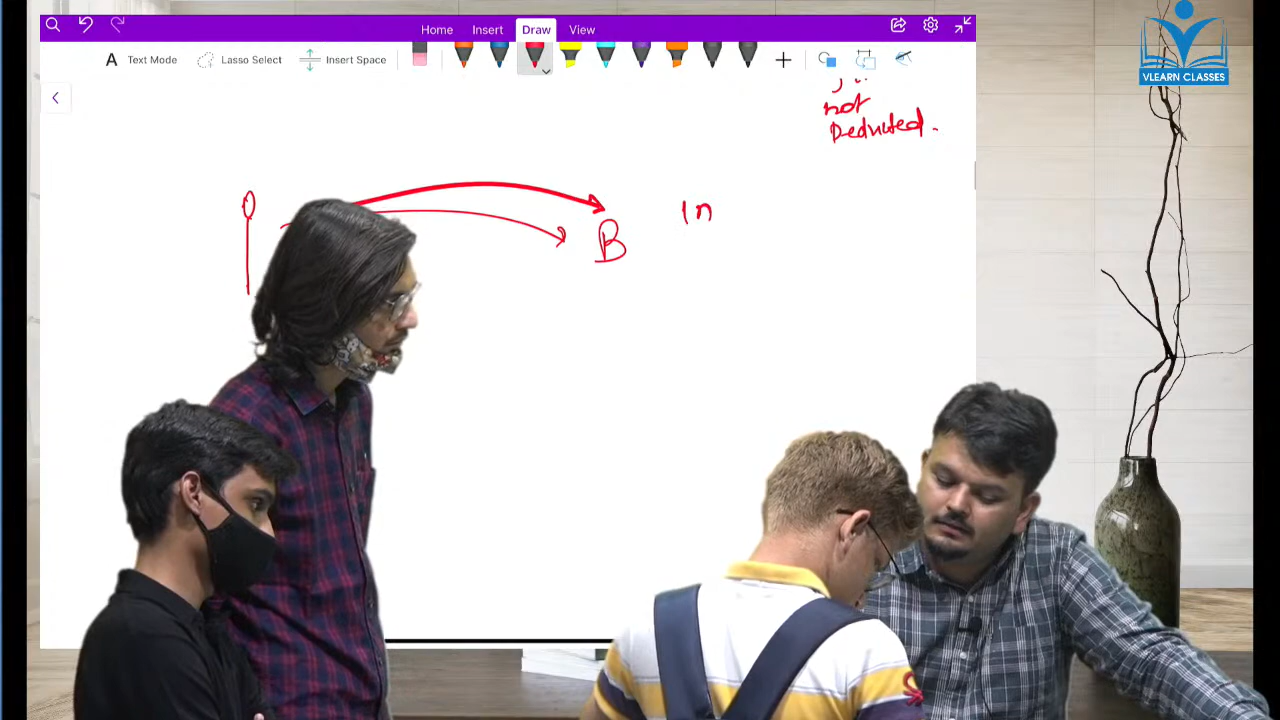 Home Insert Draw View
A Text Mode Lasso Select Insert Space
VLEARN CLASSES
not
Deducted.
B In